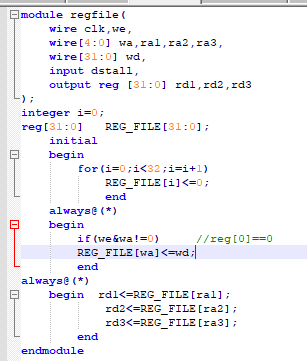 module regfile(
wire clk,we,
wire[4:0] wa,ra1,ra2,ra3,
wire[31:0] wd,
input dstall,
output reg [31:0] rd1,rd2,rd3
);
integer i=0;
reg[31:0] REG_FILE[31:0];
initial
begin
for(i=0;i<32;i=i+1)
REG_FILE[i]<=0;
end
always@(*)
begin
if(we&wa!=0) //reg[0]==0
REG_FILE[wa]<=wd;
end
always@(*)
begin rd1<=REG_FILE[ra1];
rd2<=REG_FILE[ra2];
rd3<=REG_FILE[ra3];
end
endmodule